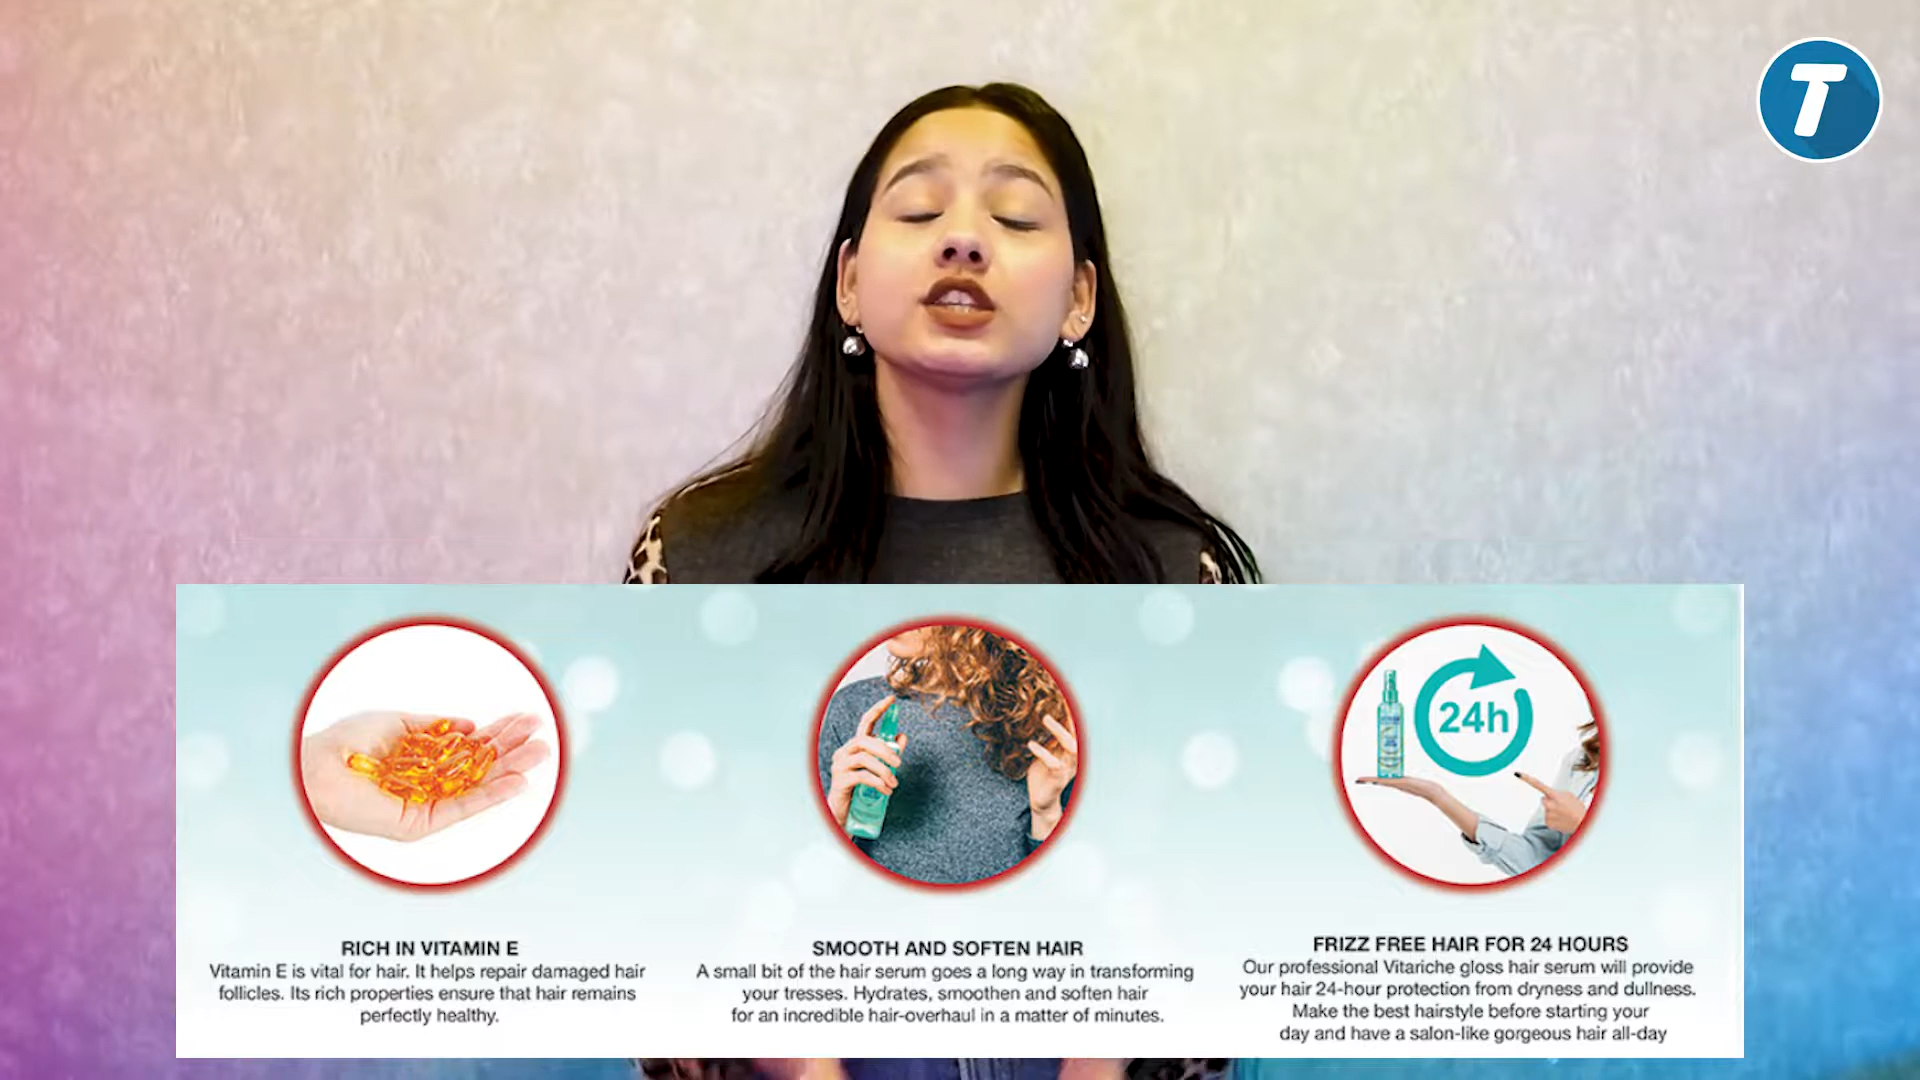 T
24h
RICH IN VITAMIN E
Vitamin E is vital for hair. It helps repair damaged hair
follicles. Its rich properties ensure that hair remains
perfectly healthy.
SMOOTH AND SOFTEN HAIR
A small bit of the hair serum goes a long way in transforming
your tresses. Hydrates, smoothen and soften hair
for an incredible hair-overhaul in a matter of minutes.
FRIZZ FREE HAIR FOR 24 HOURS
Our professional Vitariche gloss hair serum will provide
your hair 24-hour protection from dryness and dullness.
Make the best hairstyle before starting your
day and have a salon-like gorgeous hair all-day